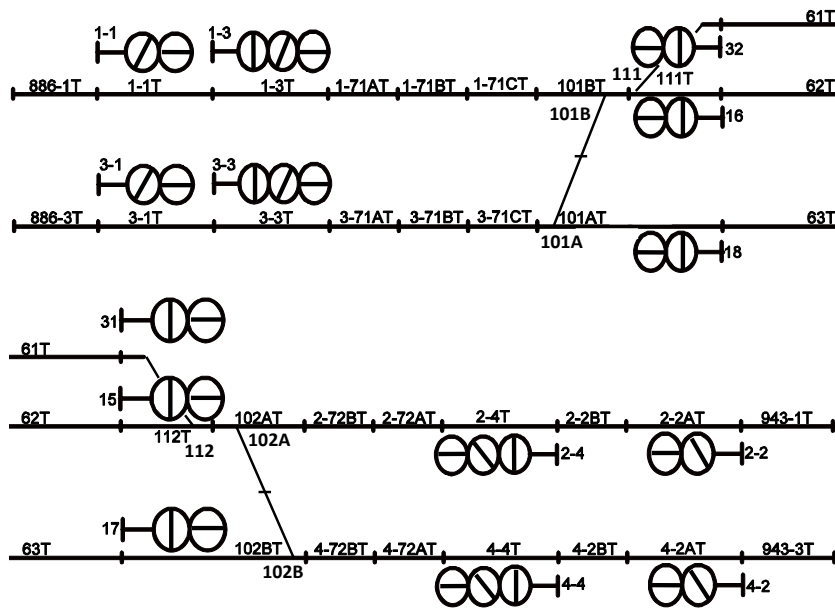 61T
1-1 1-3 32
886-1T 1-1T 1-3T 1-71AT 1-71BT 1-71CT 101BT 111 111T 62T
101B 16
3-1 3-3
886-3T 3-1T 3-3T 3-71AT 3-71BT 3-71CT 101AT 63T
101A 18
31
61T
15
62T 102AT 2-72BT 2-72AT 2-4T 2-2BT 2-2AT 943-1T
112T 112 102A 2-4 2-2
17
63T 102BT 4-72BT 4-72AT 4-4T 4-2BT 4-2AT 943-3T
102B 4-4 4-2